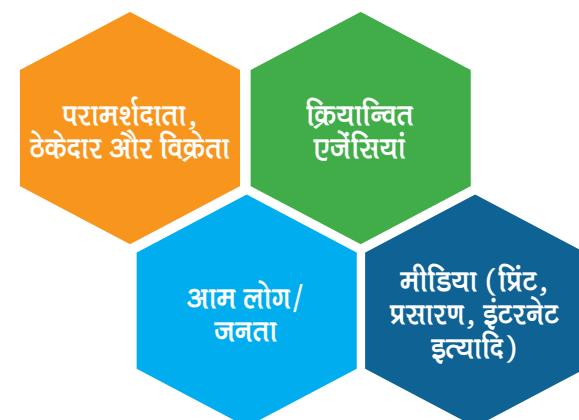 परामर्शदाता,
ठेकेदार और विक्रेता
क्रियान्वित
एजेंसियां
आम लोग/
जनता
मीडिया (प्रिंट,
प्रसारण, इंटरनेट
इत्यादि)